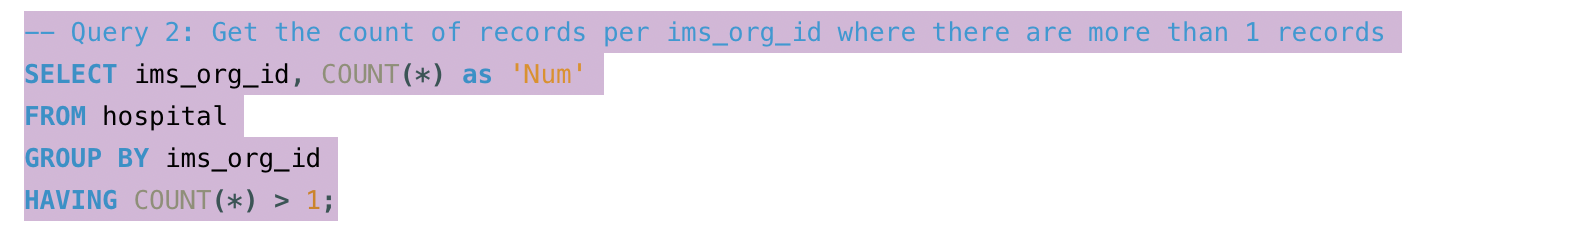 -- Query 2: Get the count of records per ims_org_id where there are more than 1 records
SELECT ims_org_id, COUNT(*) as 'Num'
FROM hospital
GROUP BY ims_org_id
HAVING COUNT(*) > 1;